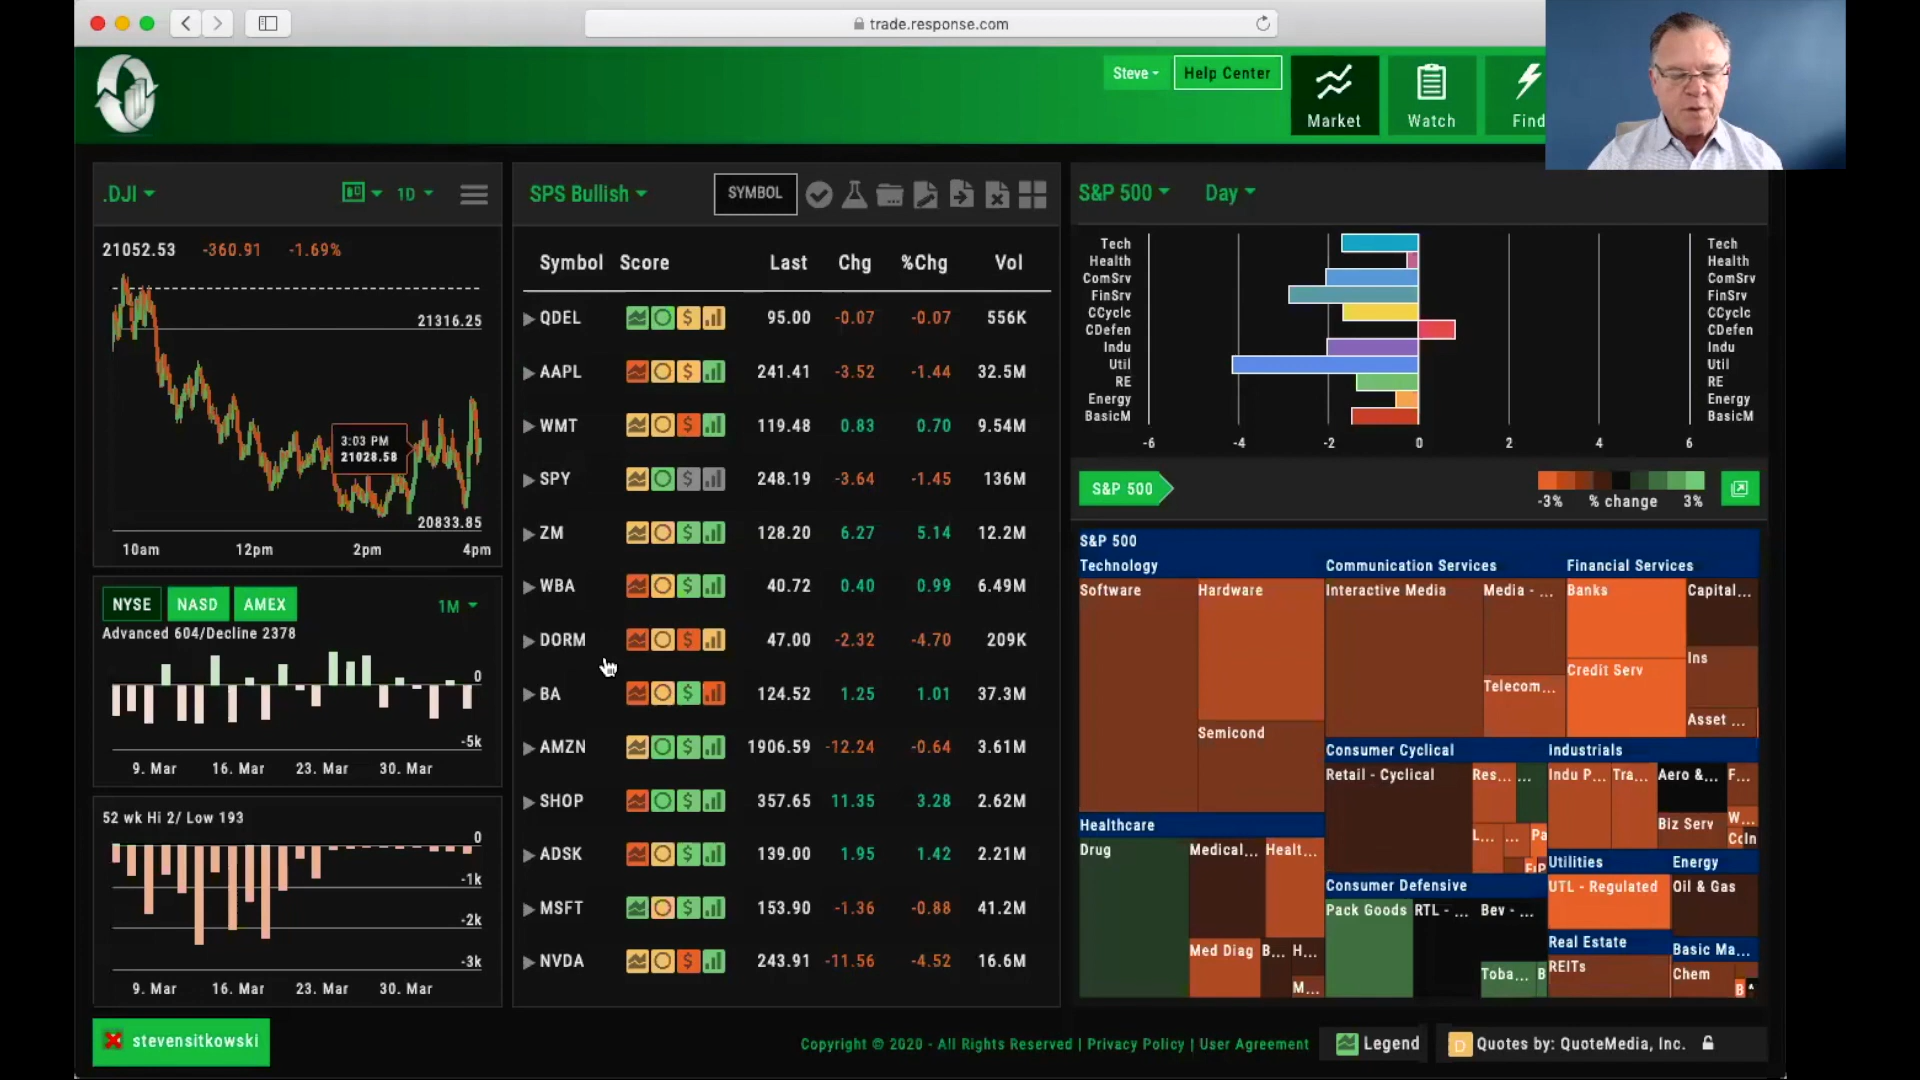 trade.response.com
Steve
Help Center
Market
Watch
Find
.DJI
1D
21052.53 -360.91 -1.69%
21316.25
3:03 PM
21028.58
20833.85
10am 12pm 2pm 4pm
NYSE NASD AMEX 1M
Advanced 604/Decline 2378
0
-5k
9. Mar 16. Mar 23. Mar 30. Mar
52 wk Hi 2/ Low 193
0
-1k
-2k
-3k
9. Mar 16. Mar 23. Mar 30. Mar
stevensitkowski
SPS Bullish SYMBOL
Symbol Score Last Chg %Chg Vol
QDEL $ 95.00 -0.07 -0.07 556K
AAPL $ 241.41 -3.52 -1.44 32.5M
WMT $ 119.48 0.83 0.70 9.54M
SPY $ 248.19 -3.64 -1.45 136M
ZM $ 128.20 6.27 5.14 12.2M
WBA $ 40.72 0.40 0.99 6.49M
DORM $ 47.00 -2.32 -4.70 209K
BA $ 124.52 1.25 1.01 37.3M
AMZN $ 1906.59 -12.24 -0.64 3.61M
SHOP $ 357.65 11.35 3.28 2.62M
ADSK $ 139.00 1.95 1.42 2.21M
MSFT $ 153.90 -1.36 -0.88 41.2M
NVDA $ 243.91 -11.56 -4.52 16.6M
S&P 500 Day
Tech Tech
Health Health
ComSrv ComSrv
FinSrv FinSrv
CCyclc CCyclc
CDefen CDefen
Indu Indu
Util Util
RE RE
Energy Energy
BasicM BasicM
-6 -4 -2 0 2 4 6
S&P 500
-3% % change 3%
S&P 500
Technology
Software
Hardware
Semicond
Communication Services
Interactive Media
Media - ...
Telecom...
Financial Services
Banks
Credit Serv
Capital...
Ins
Asset ...
Healthcare
Drug
Medical...
Healt...
Med Diag
B...
H...
M...
Consumer Cyclical
Retail - Cyclical
Res...
...
L...
...
Pa
Consumer Defensive
Pack Goods
RTL - ...
Bev - ...
Toba...
B
Industrials
Indu P...
Tra...
Aero &...
F...
Biz Serv
W...
Utilities
UTL - Regulated
Energy
Oil & Gas
Real Estate
REITs
Basic Ma...
Chem
B
Copyright © 2020 - All Rights Reserved | Privacy Policy | User Agreement
Legend
D Quotes by: QuoteMedia, Inc.